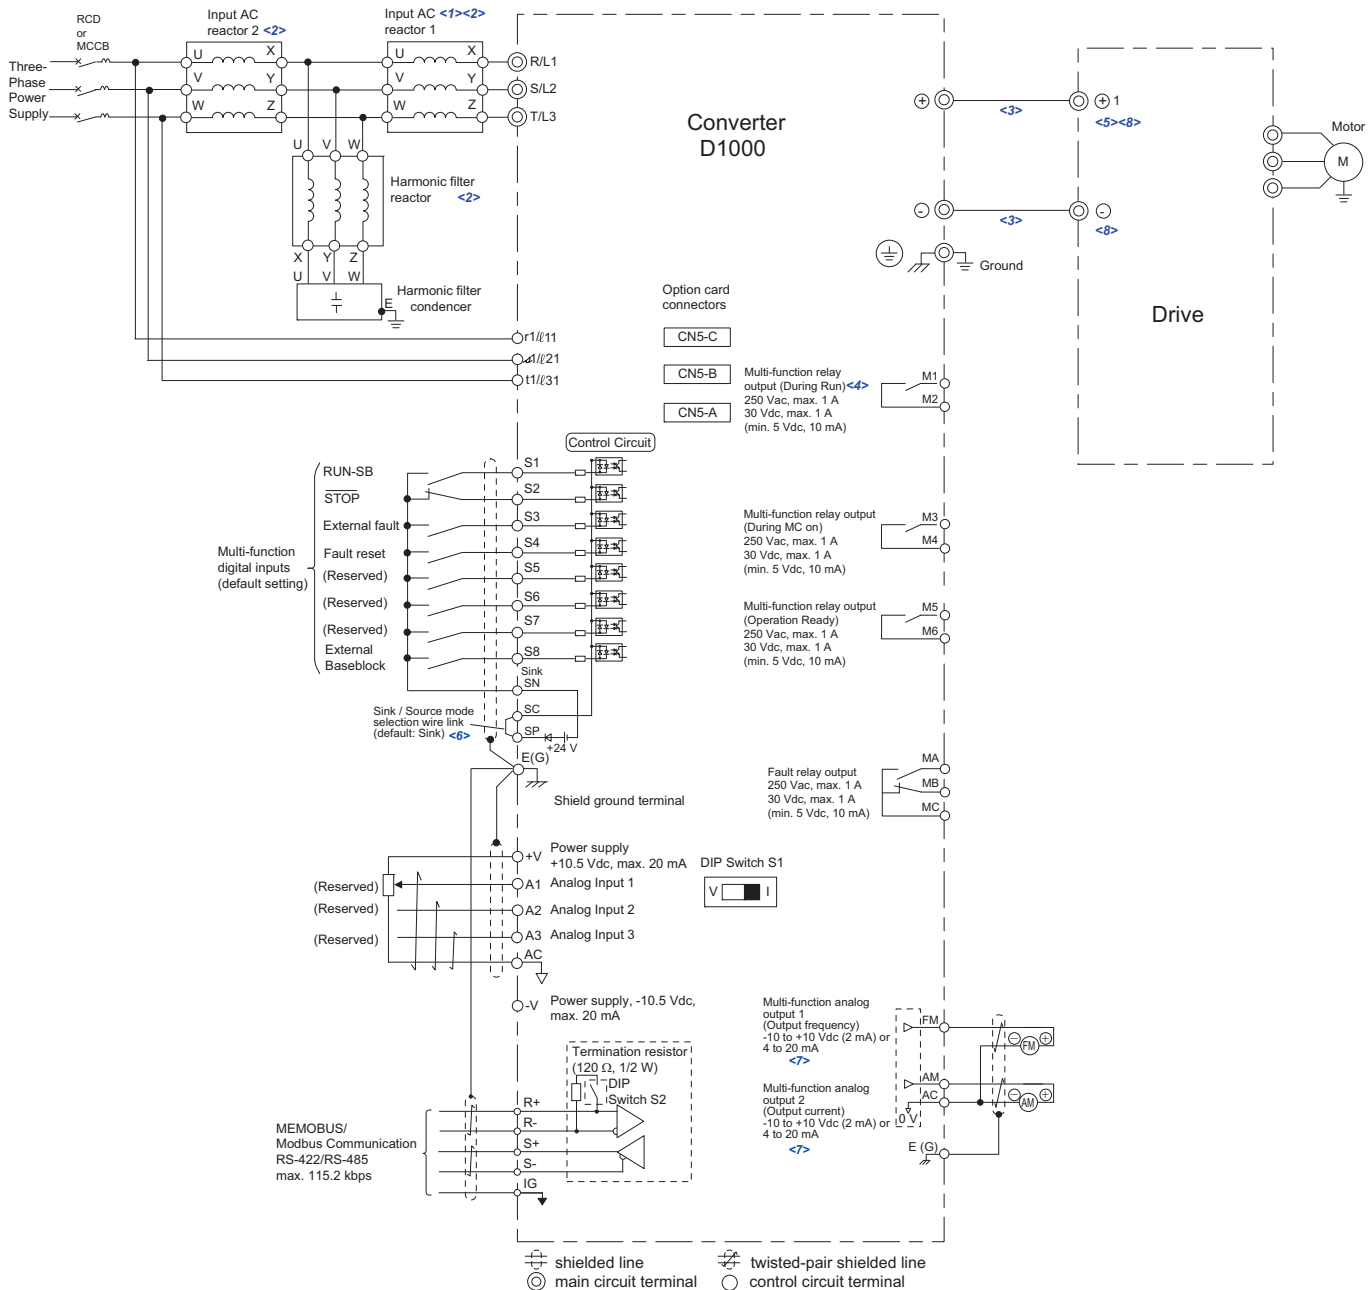 RCD
or
MCCB
Three-
Phase
Power
Supply
Input AC
reactor 2 <2>
U X
V Y
W Z
Input AC <1><2>
reactor 1
U X
V Y
W Z
R/L1
S/L2
T/L3
U V W
Harmonic filter
reactor <2>
X Y Z
U V W
Harmonic filter
condencer
E
r1/ℓ11
1/ℓ21
t1/ℓ31
Converter
D1000
+
-
<3>
<3>
+ 1
<5><8>
-
<8>
Ground
Drive
Motor
M
Option card
connectors
CN5-C
CN5-B
CN5-A
Multi-function relay
output (During Run) <4>
250 Vac, max. 1 A
30 Vdc, max. 1 A
(min. 5 Vdc, 10 mA)
M1
M2
Multi-function relay output
(During MC on)
250 Vac, max. 1 A
30 Vdc, max. 1 A
(min. 5 Vdc, 10 mA)
M3
M4
Multi-function relay output
(Operation Ready)
250 Vac, max. 1 A
30 Vdc, max. 1 A
(min. 5 Vdc, 10 mA)
M5
M6
Fault relay output
250 Vac, max. 1 A
30 Vdc, max. 1 A
(min. 5 Vdc, 10 mA)
MA
MB
MC
Control Circuit
Multi-function
digital inputs
(default setting)
RUN-SB
STOP
External fault
Fault reset
(Reserved)
(Reserved)
(Reserved)
External
Baseblock
S1
S2
S3
S4
S5
S6
S7
S8
Sink
SN
SC
SP
+24 V
Sink / Source mode
selection wire link
(default: Sink) <6>
E(G)
Shield ground terminal
+V
Power supply
+10.5 Vdc, max. 20 mA
(Reserved)
A1 Analog Input 1
(Reserved)
A2 Analog Input 2
(Reserved)
A3 Analog Input 3
AC
-V
Power supply, -10.5 Vdc,
max. 20 mA
DIP Switch S1
V I
Termination resistor
(120 Ω, 1/2 W)
DIP
Switch S2
MEMOBUS/
Modbus Communication
RS-422/RS-485
max. 115.2 kbps
R+
R-
S+
S-
IG
Multi-function analog
output 1
(Output frequency)
-10 to +10 Vdc (2 mA) or
4 to 20 mA
<7>
Multi-function analog
output 2
(Output current)
-10 to +10 Vdc (2 mA) or
4 to 20 mA
<7>
FM
AM
AC
0 V
E (G)
- FM +
- AM +
shielded line
twisted-pair shielded line
main circuit terminal
control circuit terminal